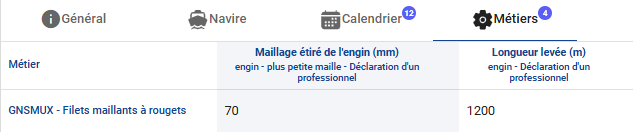 Général Navire Calendrier 12 Métiers 4
Maillage étiré de l'engin (mm) Longueur levée (m)
Métier engin - plus petite maille - Déclaration d'un engin - Déclaration d'un
professionnel professionnel
GNSMUX - Filets maillants à rougets 70 1200